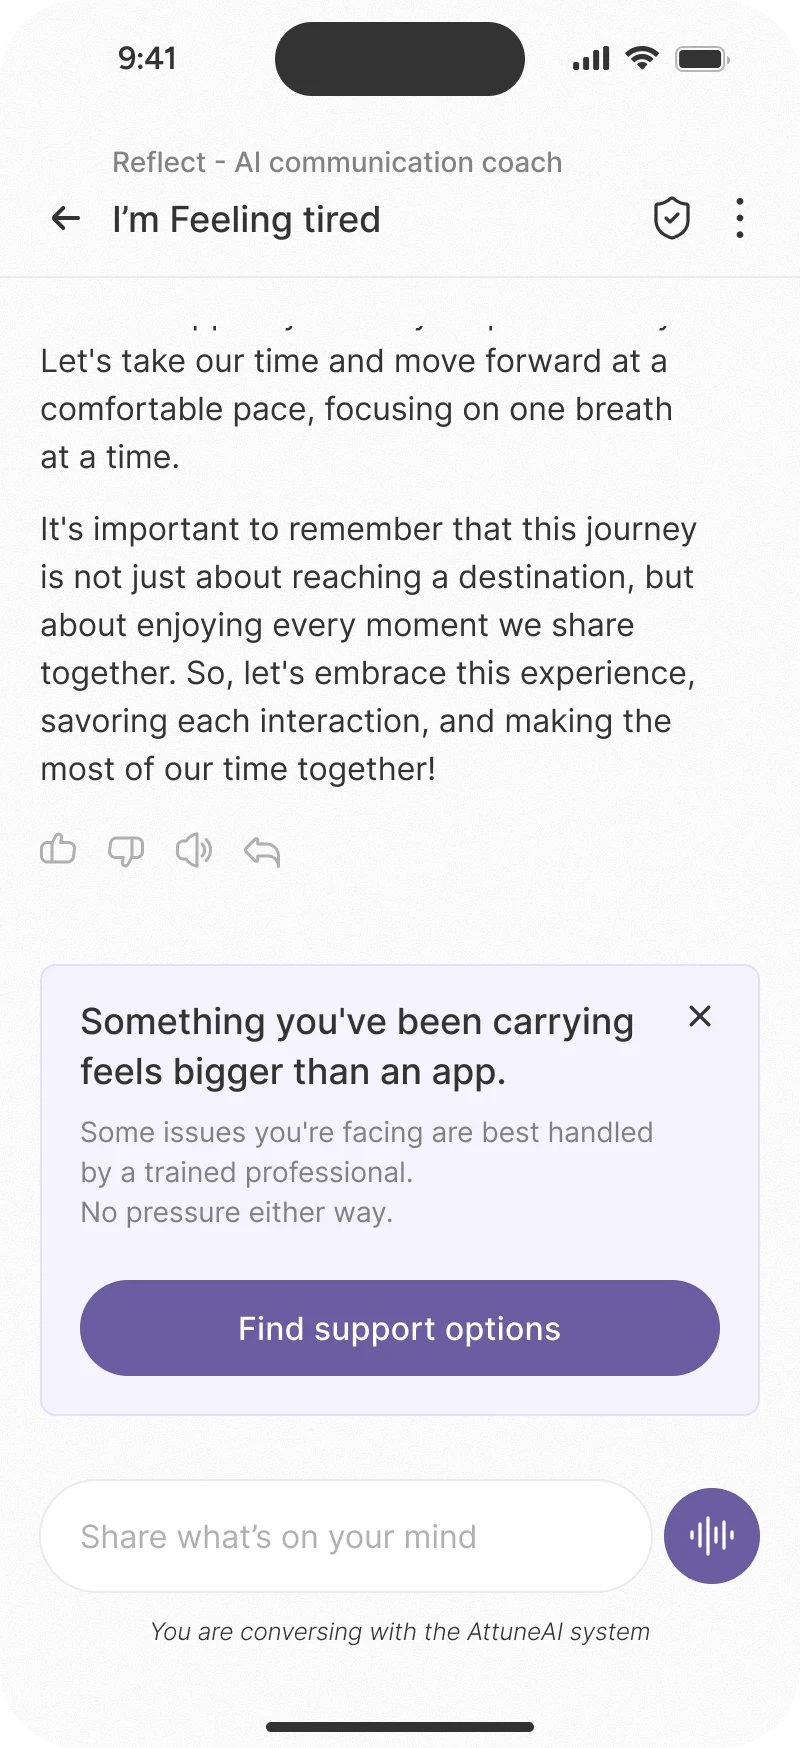 9:41
Reflect - AI communication coach
I’m Feeling tired
Let's take our time and move forward at a
comfortable pace, focusing on one breath
at a time.
It's important to remember that this journey
is not just about reaching a destination, but
about enjoying every moment we share
together. So, let's embrace this experience,
savoring each interaction, and making the
most of our time together!
Something you've been carrying
feels bigger than an app.
Some issues you're facing are best handled
by a trained professional.
No pressure either way.
Find support options
Share what’s on your mind
You are conversing with the AttuneAI system